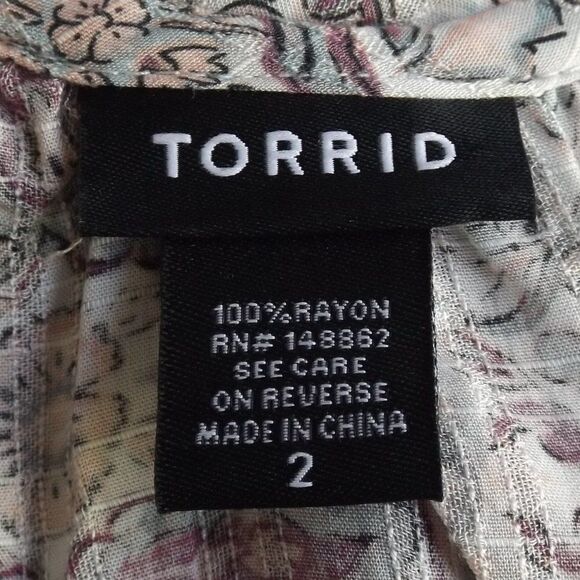 TORRID
100%RAYON
RN# 148862
SEE CARE
ON REVERSE
MADE IN CHINA
2